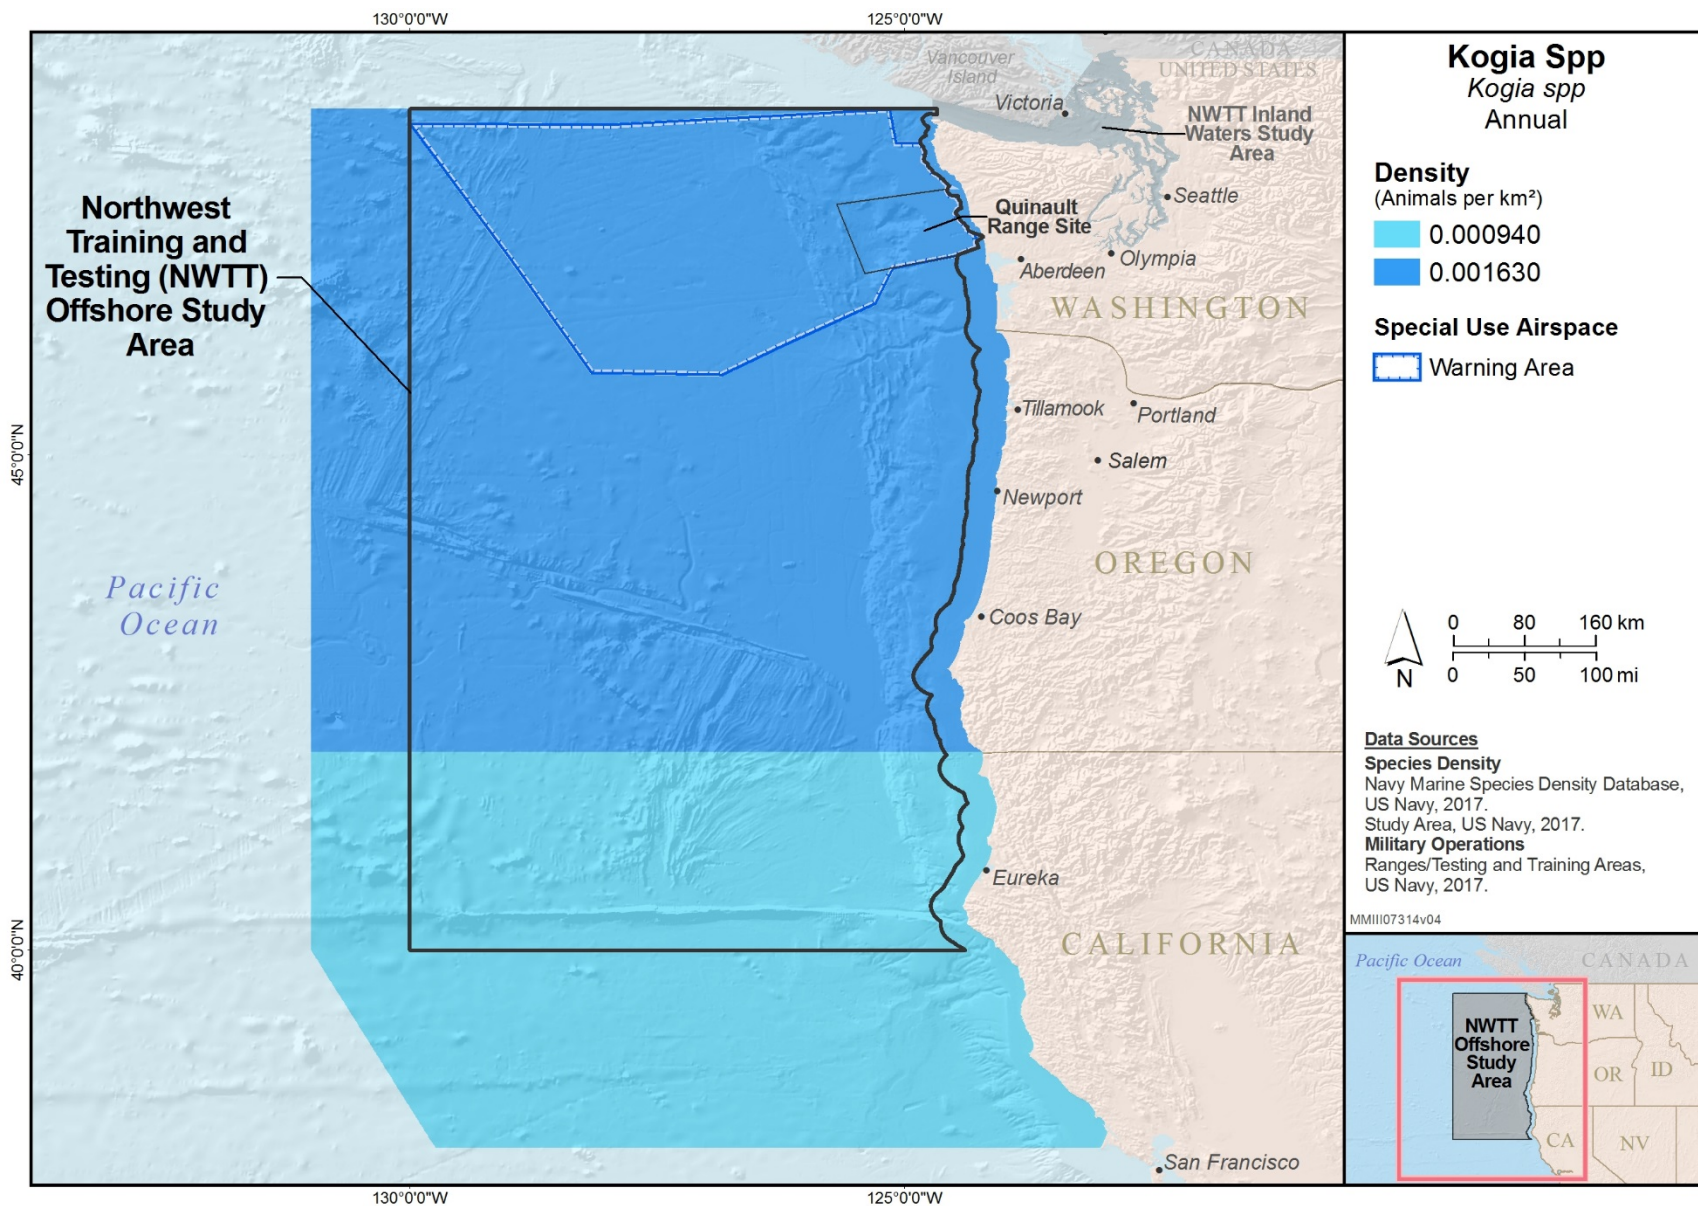 130°0'0"W
125°0'0"W
CANADA
UNITED STATES
Vancouver
Island
Victoria
NWTT Inland
Waters Study
Area
Seattle
Northwest
Training and
Testing (NWTT)
Offshore Study
Area
Quinault
Range Site
Aberdeen
Olympia
WASHINGTON
Tillamook
Portland
45°0'0"N
Salem
Newport
OREGON
Pacific
Ocean
Coos Bay
Eureka
40°0'0"N
CALIFORNIA
San Francisco
130°0'0"W
125°0'0"W
Kogia Spp
Kogia spp
Annual
Density
(Animals per km²)
0.000940
0.001630
Special Use Airspace
Warning Area
N
0 80 160 km
0 50 100 mi
Data Sources
Species Density
Navy Marine Species Density Database,
US Navy, 2017.
Study Area, US Navy, 2017.
Military Operations
Ranges/Testing and Training Areas,
US Navy, 2017.
MMIII07314v04
Pacific Ocean
CANADA
NWTT
Offshore
Study
Area
WA
OR
ID
CA
NV